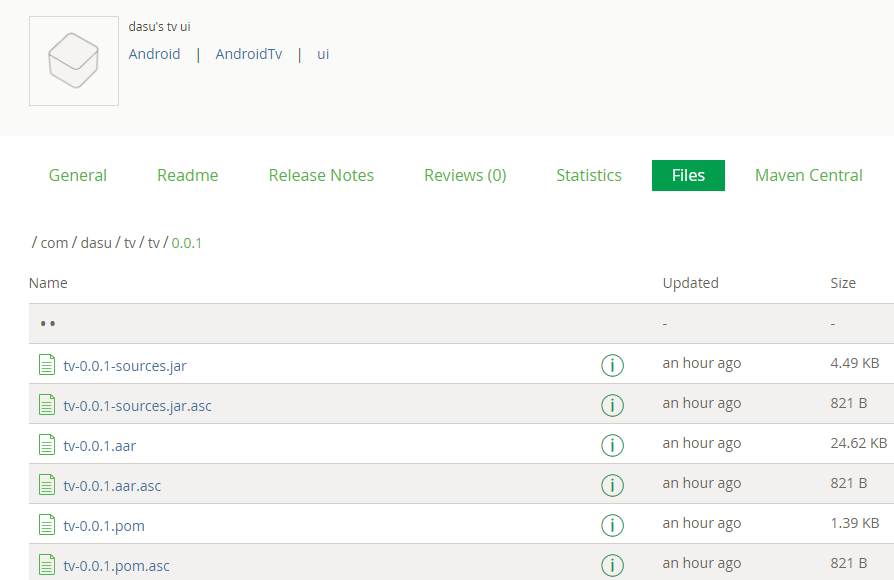 dasu's tv ui
Android | AndroidTv | ui
General Readme Release Notes Reviews (0) Statistics Files Maven Central
/ com / dasu / tv / tv / 0.0.1
Name Updated Size
•• - -
tv-0.0.1-sources.jar an hour ago 4.49 KB
tv-0.0.1-sources.jar.asc an hour ago 821 B
tv-0.0.1.aar an hour ago 24.62 KB
tv-0.0.1.aar.asc an hour ago 821 B
tv-0.0.1.pom an hour ago 1.39 KB
tv-0.0.1.pom.asc an hour ago 821 B